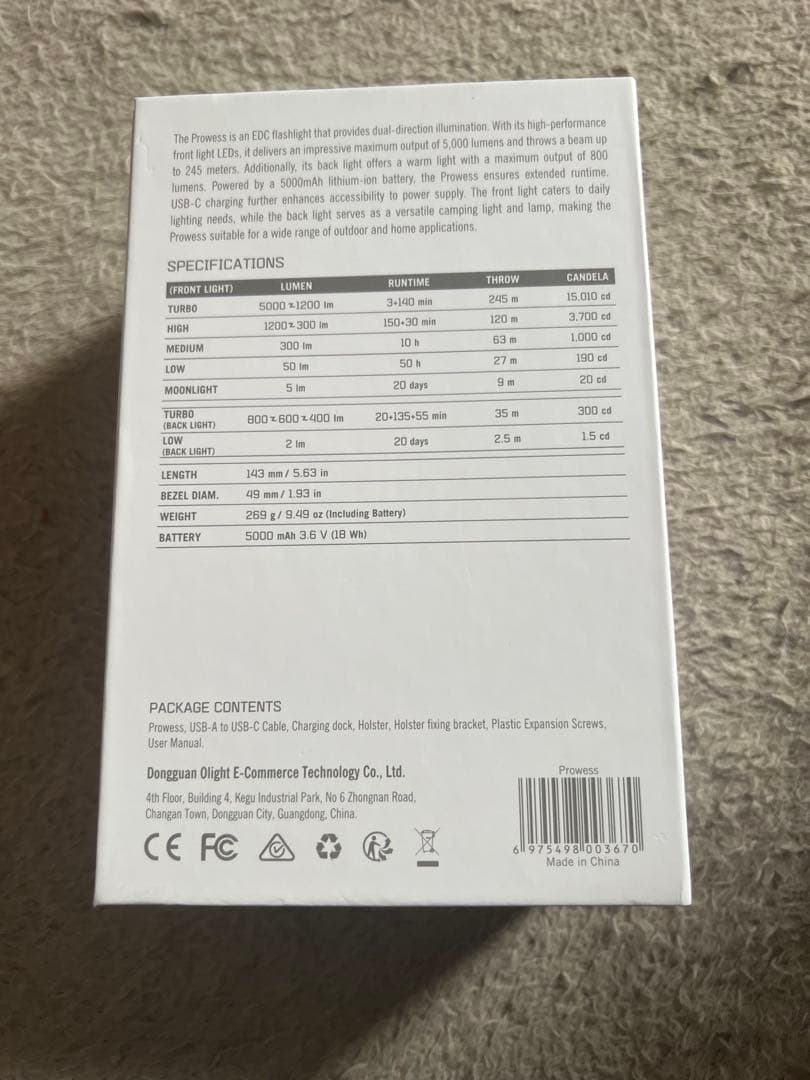 The Prowess is an EDC flashlight that provides dual-direction illumination. With its high-performance
front light LEDs, it delivers an impressive maximum output of 5,000 lumens and throws a beam up
to 245 meters. Additionally, its back light offers a warm light with a maximum output of 800
lumens. Powered by a 5000mAh lithium-ion battery, the Prowess ensures extended runtime.
USB-C charging further enhances accessibility to power supply. The front light caters to daily
lighting needs, while the back light serves as a versatile camping light and lamp, making the
Prowess suitable for a wide range of outdoor and home applications.
SPECIFICATIONS
(FRONT LIGHT) LUMEN RUNTIME THROW CANDELA
TURBO 5000~1200 lm 3+140 min 245 m 15,010 cd
HIGH 1200~300 lm 150+30 min 120 m 3,700 cd
MEDIUM 300 lm 10 h 63 m 1,000 cd
LOW 50 lm 50 h 27 m 190 cd
MOONLIGHT 5 lm 20 days 9 m 20 cd
TURBO (BACK LIGHT) 800~600~400 lm 20+135+55 min 35 m 300 cd
LOW (BACK LIGHT) 2 lm 20 days 2.5 m 1.5 cd
LENGTH 143 mm / 5.63 in
BEZEL DIAM. 49 mm / 1.93 in
WEIGHT 269 g / 9.49 oz (Including Battery)
BATTERY 5000 mAh 3.6 V (18 Wh)
PACKAGE CONTENTS
Prowess, USB-A to USB-C Cable, Charging dock, Holster, Holster fixing bracket, Plastic Expansion Screws,
User Manual.
Dongguan Olight E-Commerce Technology Co., Ltd.
4th Floor, Building 4, Kegu Industrial Park, No 6 Zhongnan Road,
Changan Town, Dongguan City, Guangdong, China.
CE FC
Prowess
6 975498 003670
Made in China